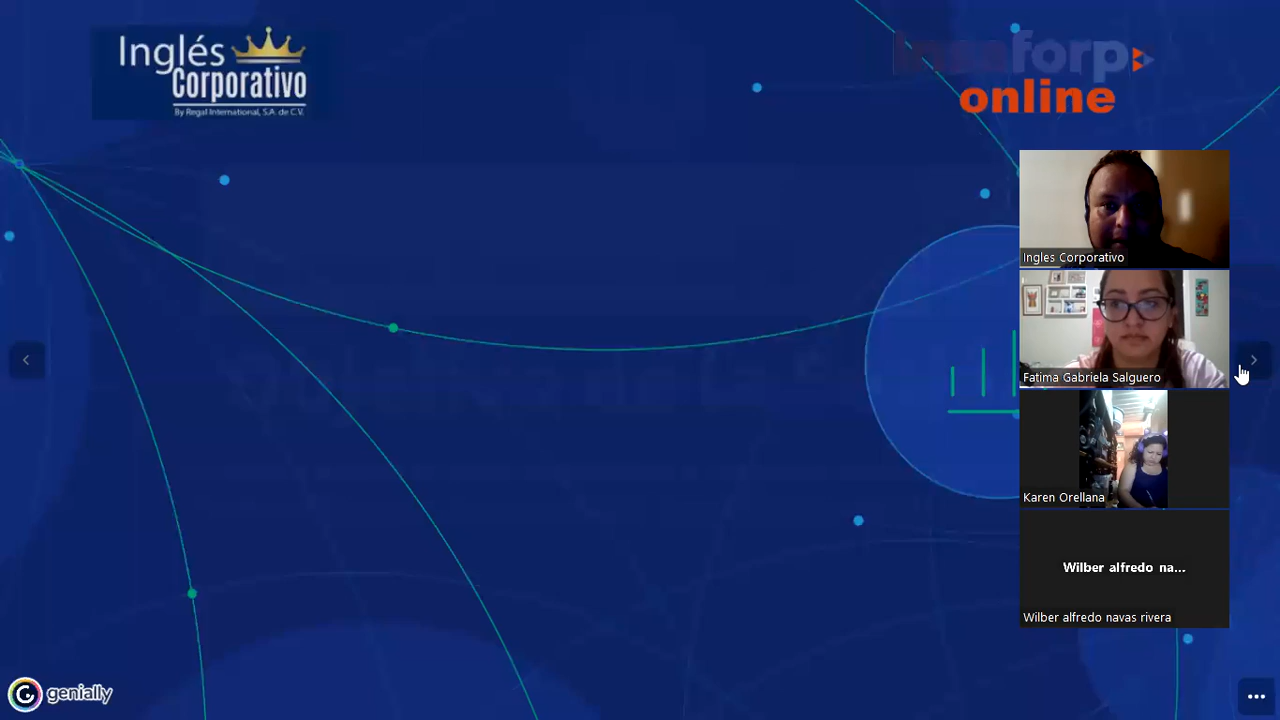 Inglés
Corporativo
By Regal International, S.A. de C.V.
Insaforp
online
Ingles Corporativo
Fatima Gabriela Salguero
Karen Orellana
Wilber alfredo na...
Wilber alfredo navas rivera
genially